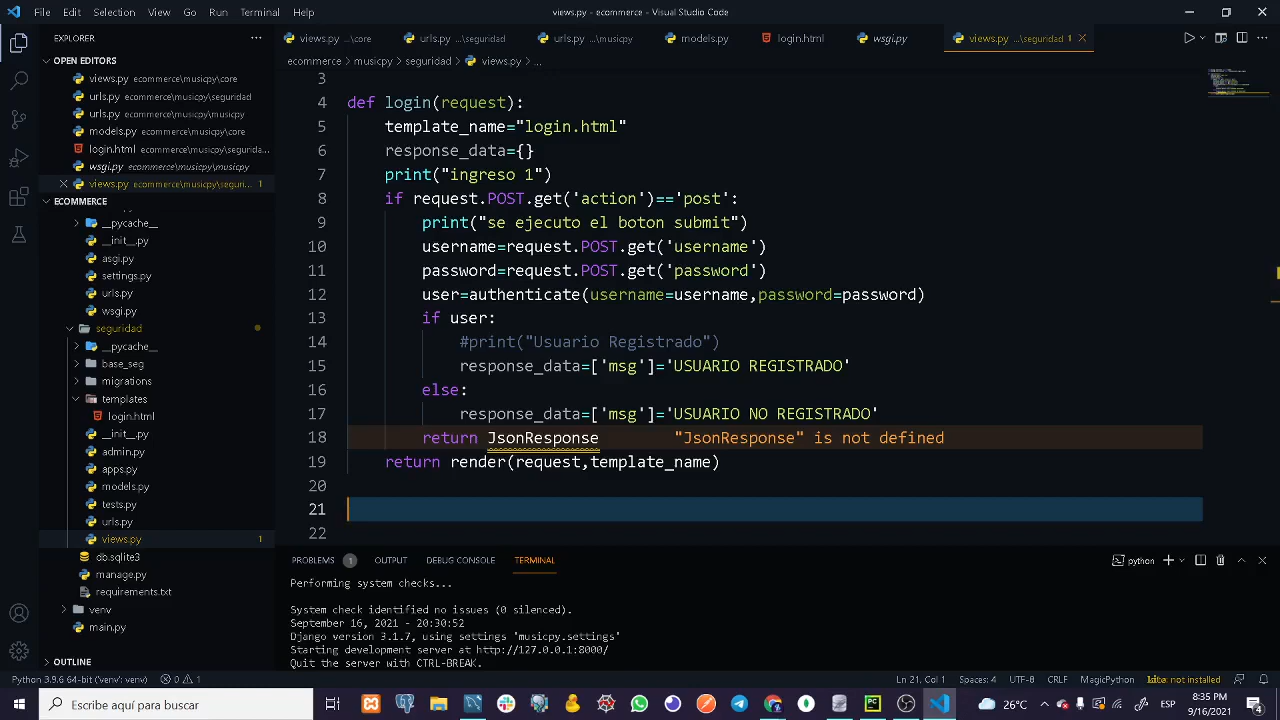 File Edit Selection View Go Run Terminal Help views.py - ecommerce - Visual Studio Code
EXPLORER
views.py ...\core urls.py ...\seguridad urls.py ...\musicpy models.py login.html wsgi.py views.py ...\seguridad 1
OPEN EDITORS
ecommerce > musicpy > seguridad > views.py > ...
views.py ecommerce\musicpy\core
urls.py ecommerce\musicpy\seguridad
urls.py ecommerce\musicpy\musicpy
models.py ecommerce\musicpy\core
login.html ecommerce\musicpy\segurida...
wsgi.py ecommerce\musicpy\musicpy
views.py ecommerce\musicpy\seguri... 1
ECOMMERCE
__pycache__
__init__.py
asgi.py
settings.py
urls.py
wsgi.py
seguridad
__pycache__
base_seg
migrations
templates
login.html
__init__.py
admin.py
apps.py
models.py
tests.py
urls.py
views.py 1
db.sqlite3
manage.py
requirements.txt
venv
main.py
OUTLINE
3
4 def login(request):
5 template_name="login.html"
6 response_data={}
7 print("ingreso 1")
8 if request.POST.get('action')=='post':
9 print("se ejecuto el boton submit")
10 username=request.POST.get('username')
11 password=request.POST.get('password')
12 user=authenticate(username=username,password=password)
13 if user:
14 #print("Usuario Registrado")
15 response_data=['msg']='USUARIO REGISTRADO'
16 else:
17 response_data=['msg']='USUARIO NO REGISTRADO'
18 return JsonResponse "JsonResponse" is not defined
19 return render(request,template_name)
20
21
22
PROBLEMS 1 OUTPUT DEBUG CONSOLE TERMINAL python
Performing system checks...
System check identified no issues (0 silenced).
September 16, 2021 - 20:30:52
Django version 3.1.7, using settings 'musicpy.settings'
Starting development server at http://127.0.0.1:8000/
Quit the server with CTRL-BREAK.
Python 3.9.6 64-bit ('venv': venv) 0 1 Ln 21, Col 1 Spaces: 4 UTF-8 CRLF MagicPython not installed
Escribe aquí para buscar 26°C ESP 8:35 PM
9/16/2021 4